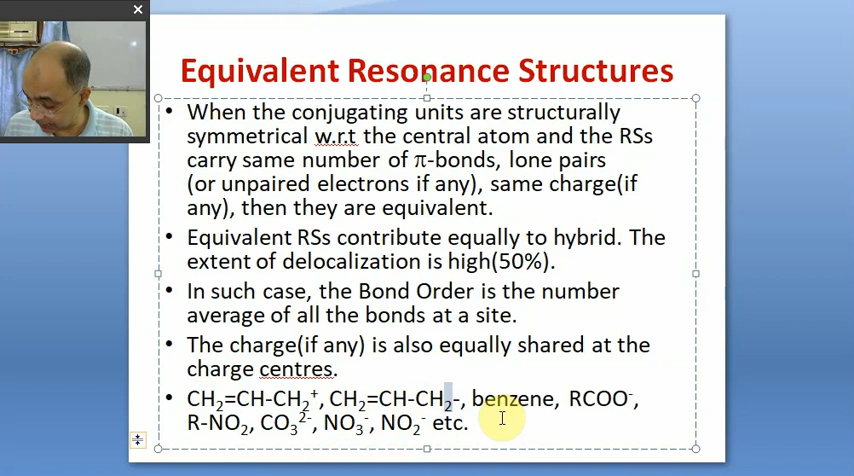 Equivalent Resonance Structures
• When the conjugating units are structurally
symmetrical w.r.t the central atom and the RSs
carry same number of π-bonds, lone pairs
(or unpaired electrons if any), same charge(if
any), then they are equivalent.
• Equivalent RSs contribute equally to hybrid. The
extent of delocalization is high(50%).
• In such case, the Bond Order is the number
average of all the bonds at a site.
• The charge(if any) is also equally shared at the
charge centres.
• CH₂=CH-CH₂⁺, CH₂=CH-CH₂-, benzene, RCOO⁻,
R-NO₂, CO₃²⁻, NO₃⁻, NO₂⁻ etc.